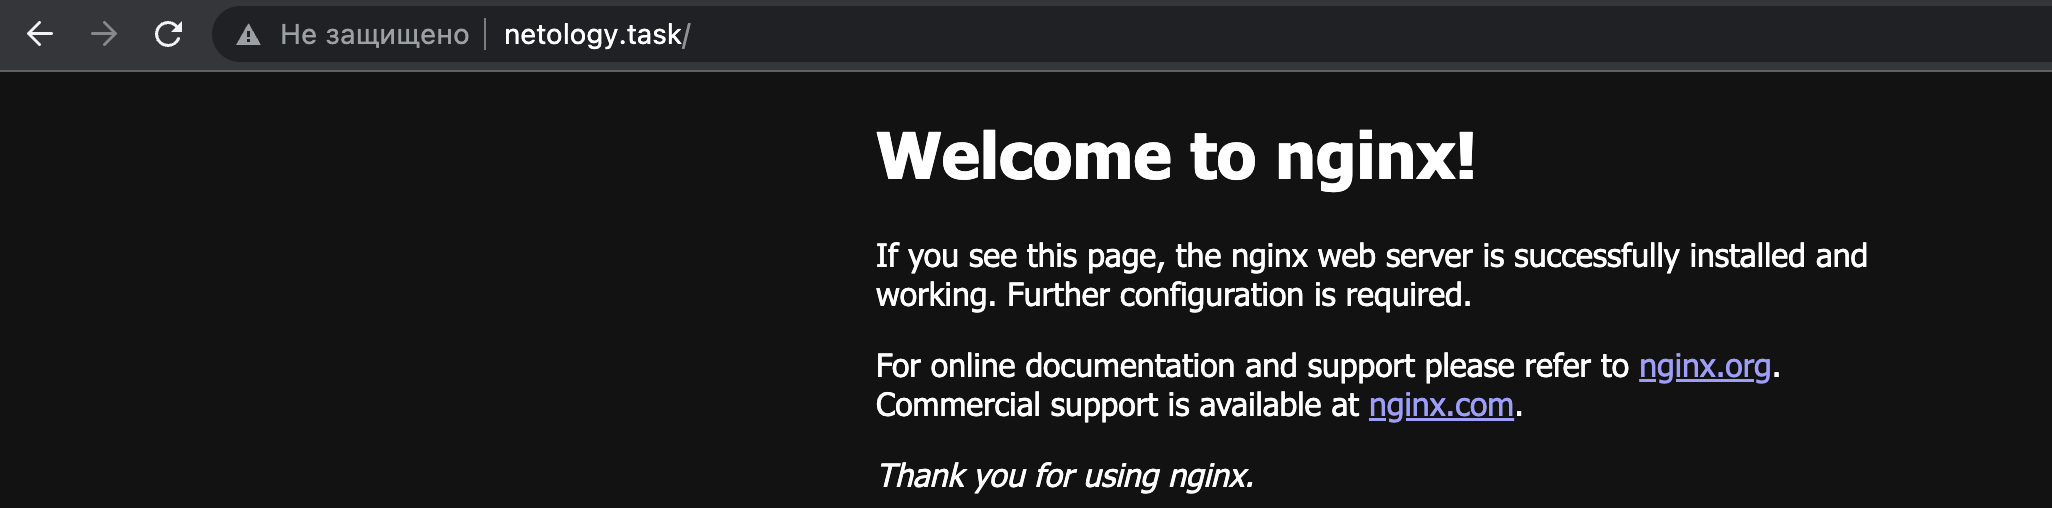 Не защищено netology.task/
Welcome to nginx!
If you see this page, the nginx web server is successfully installed and
working. Further configuration is required.
For online documentation and support please refer to nginx.org.
Commercial support is available at nginx.com.
Thank you for using nginx.